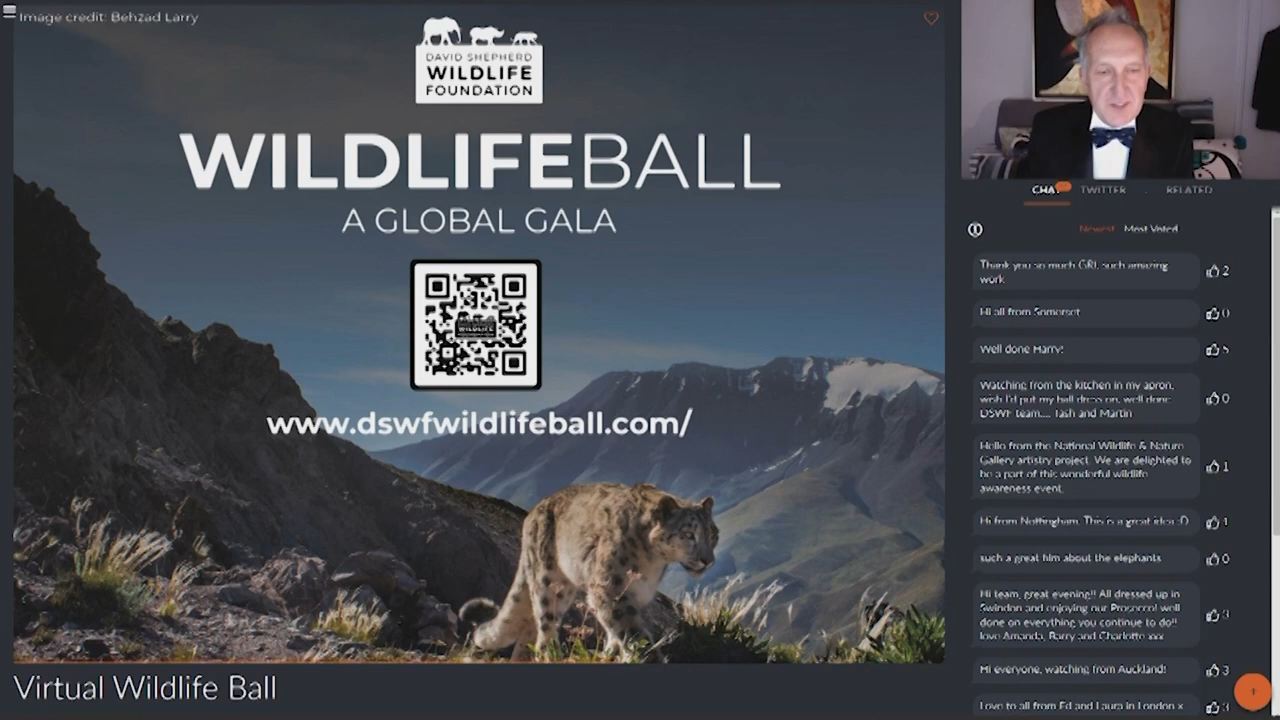 Image credit: Behzad Larry
DAVID SHEPHERD
WILDLIFE
FOUNDATION
WILDLIFEBALL
A GLOBAL GALA
WILDLIFE
www.dswfwildlifeball.com/
Virtual Wildlife Ball
CHAT TWITTER RELATED
Newest Most Voted
Thank you so much GRI, such amazing
work
2
Hi all from Somerset
0
Well done Harry!
5
Watching from the kitchen in my apron,
wish I'd put my ball dress on, well done
DSWF team.... Tash and Martin
0
Hello from the National Wildlife & Nature
Gallery artistry project. We are delighted to
be a part of this wonderful wildlife
awareness event.
1
Hi from Nottingham. This is a great idea :D
1
such a great film about the elephants
0
Hi team, great evening!! All dressed up in
Swindon and enjoying our Prosecco! well
done on everything you continue to do!!
love Amanda, Barry and Charlotte xxx
3
Hi everyone, watching from Auckland!
3
Love to all from Ed and Laura in London x
3